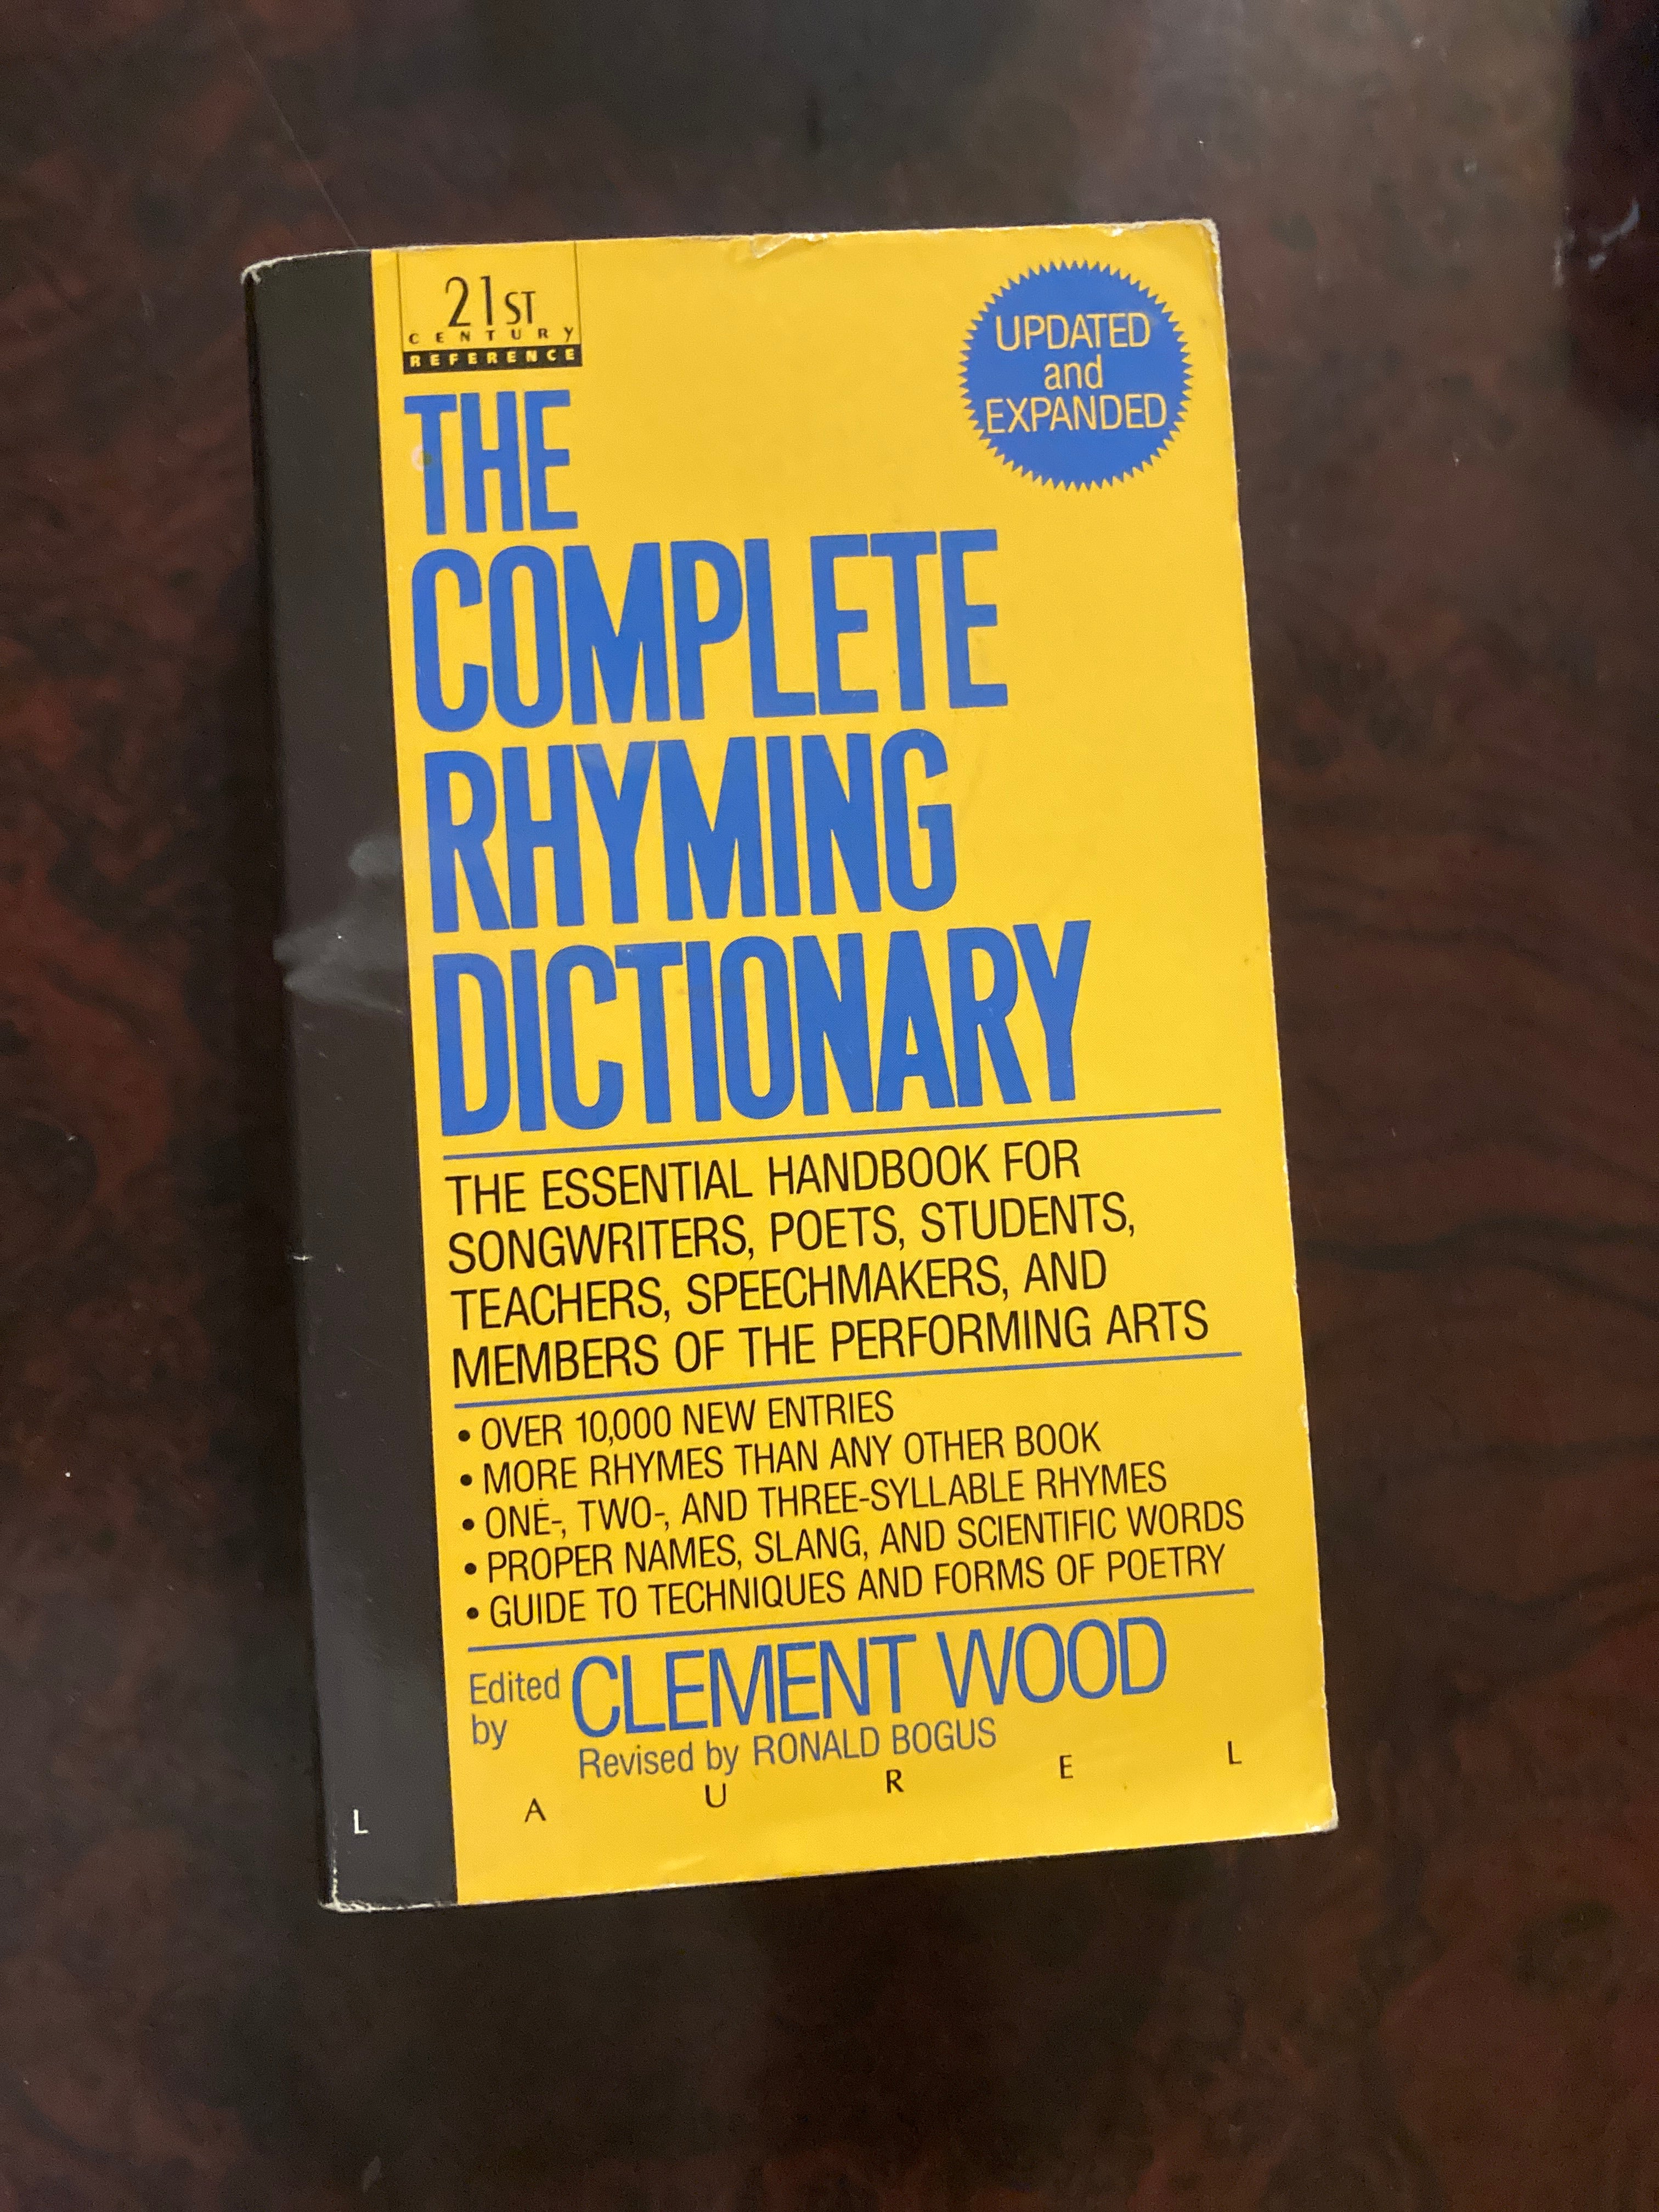 21ST
CENTURY
REFERENCE
UPDATED
and
EXPANDED
THE
COMPLETE
RHYMING
DICTIONARY
THE ESSENTIAL HANDBOOK FOR
SONGWRITERS, POETS, STUDENTS,
TEACHERS, SPEECHMAKERS, AND
MEMBERS OF THE PERFORMING ARTS
• OVER 10,000 NEW ENTRIES
• MORE RHYMES THAN ANY OTHER BOOK
• ONE-, TWO-, AND THREE-SYLLABLE RHYMES
• PROPER NAMES, SLANG, AND SCIENTIFIC WORDS
• GUIDE TO TECHNIQUES AND FORMS OF POETRY
Edited by CLEMENT WOOD
Revised by RONALD BOGUS
LAUREL